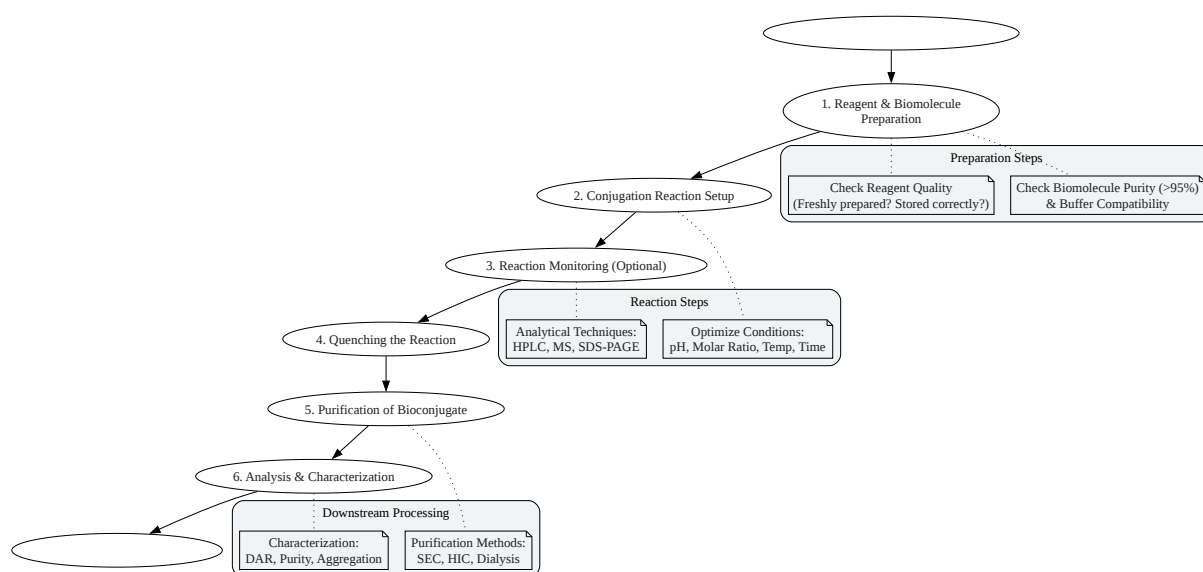 1. Reagent & Biomolecule
Preparation
Preparation Steps
Check Reagent Quality
(Freshly prepared? Stored correctly?)
Check Biomolecule Purity (>95%)
& Buffer Compatibility
2. Conjugation Reaction Setup
3. Reaction Monitoring (Optional)
Reaction Steps
Analytical Techniques:
HPLC, MS, SDS-PAGE
Optimize Conditions:
pH, Molar Ratio, Temp, Time
4. Quenching the Reaction
5. Purification of Bioconjugate
6. Analysis & Characterization
Downstream Processing
Characterization:
DAR, Purity, Aggregation
Purification Methods:
SEC, HIC, Dialysis